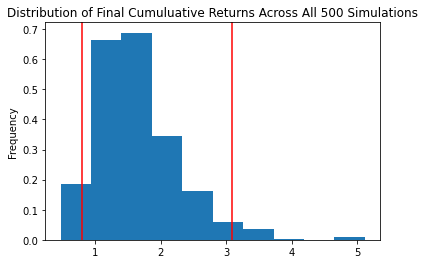 Distribution of Final Cumuluative Returns Across All 500 Simulations
0.7
0.6
0.5
0.4
0.3
0.2
0.1
0.0
Frequency
1 2 3 4 5